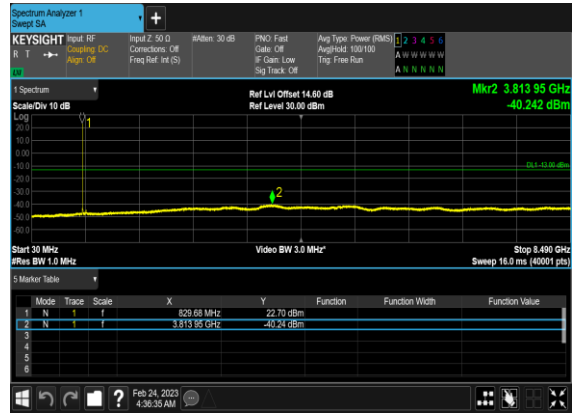 Spectrum Analyzer 1
Swept SA
+
KEYSIGHT Input: RF Input Z: 50 Ω #Atten: 30 dB PNO: Fast Avg Type: Power (RMS) 1 2 3 4 5 6
R T Coupling: DC Corrections: Off Gate: Off Avg|Hold: 100/100 A W W W W W
Align: Off Freq Ref: Int (S) IF Gain: Low Trig: Free Run
Sig Track: Off A N N N N N
1 Spectrum
Ref Lvl Offset 14.60 dB Mkr2 3.813 95 GHz
Scale/Div 10 dB Ref Level 30.00 dBm -40.242 dBm
Log
1
20.0
10.0
0.00
-10.0
DL1 -13.00 dBm
-20.0
-30.0
2
-40.0
-50.0
-60.0
Start 30 MHz Video BW 3.0 MHz* Stop 8.490 GHz
#Res BW 1.0 MHz Sweep 16.0 ms (40001 pts)
5 Marker Table
Mode Trace Scale X Y Function Function Width Function Value
1 N 1 f 829.68 MHz 22.70 dBm
2 N 1 f 3.813 95 GHz -40.24 dBm
3
4
5
6
? Feb 24, 2023
4:36:35 AM